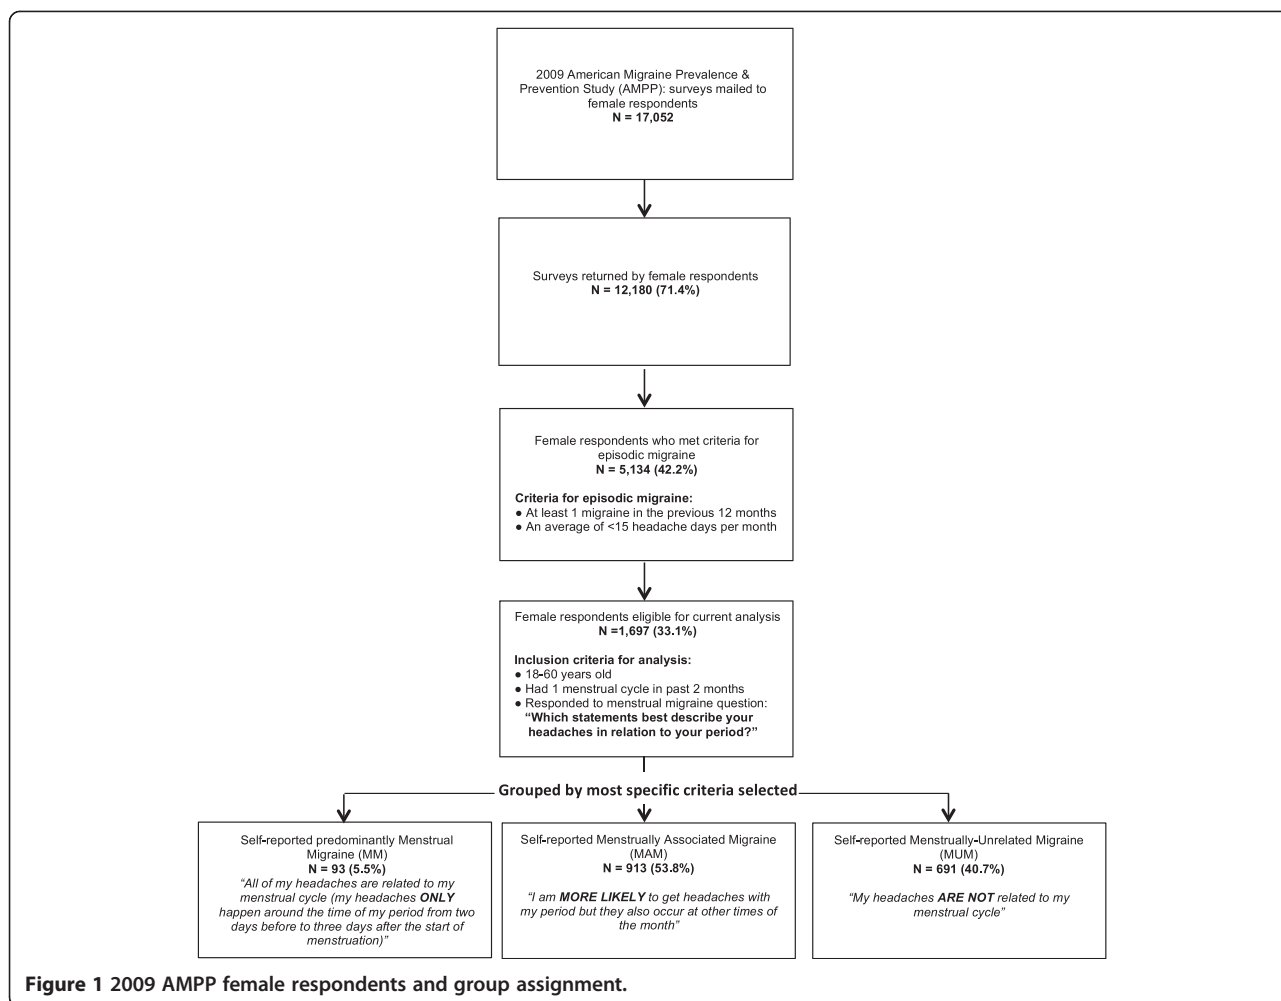 2009 American Migraine Prevalence &
Prevention Study (AMPP): surveys mailed to
female respondents
N = 17,052
Surveys returned by female respondents
N = 12,180 (71.4%)
Female respondents who met criteria for
episodic migraine
N = 5,134 (42.2%)
Criteria for episodic migraine:
● At least 1 migraine in the previous 12 months
● An average of <15 headache days per month
Female respondents eligible for current analysis
N =1,697 (33.1%)
Inclusion criteria for analysis:
● 18-60 years old
● Had 1 menstrual cycle in past 2 months
● Responded to menstrual migraine question:
“Which statements best describe your
headaches in relation to your period?”
Grouped by most specific criteria selected
Self-reported predominantly Menstrual
Migraine (MM)
N = 93 (5.5%)
“All of my headaches are related to my
menstrual cycle (my headaches ONLY
happen around the time of my period from two
days before to three days after the start of
menstruation)”
Self-reported Menstrually Associated Migraine
(MAM)
N = 913 (53.8%)
“I am MORE LIKELY to get headaches with
my period but they also occur at other times of
the month”
Self-reported Menstrually-Unrelated Migraine
(MUM)
N = 691 (40.7%)
“My headaches ARE NOT related to my
menstrual cycle”
Figure 1 2009 AMPP female respondents and group assignment.